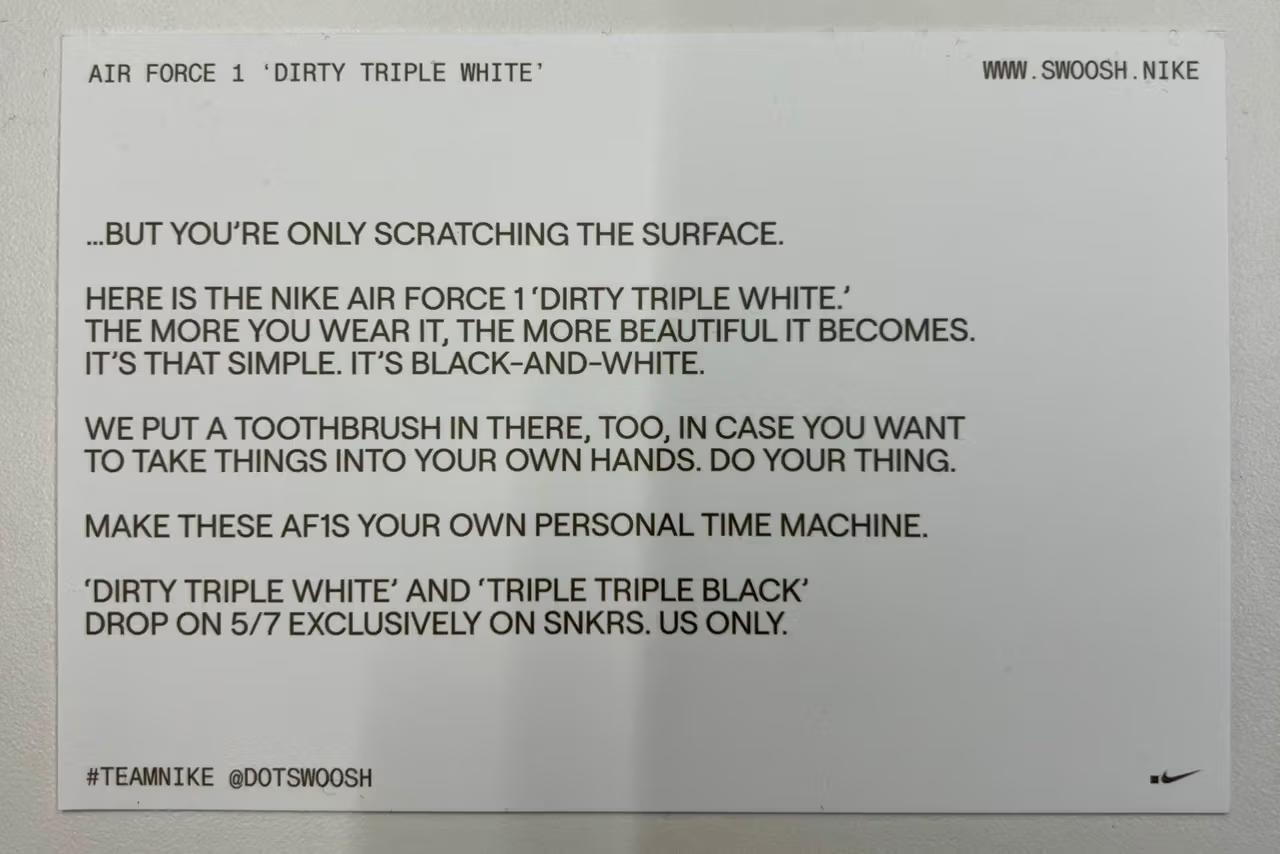 AIR FORCE 1 ‘DIRTY TRIPLE WHITE’
WWW.SWOOSH.NIKE
...BUT YOU’RE ONLY SCRATCHING THE SURFACE.
HERE IS THE NIKE AIR FORCE 1 ‘DIRTY TRIPLE WHITE.’
THE MORE YOU WEAR IT, THE MORE BEAUTIFUL IT BECOMES.
IT’S THAT SIMPLE. IT’S BLACK-AND-WHITE.
WE PUT A TOOTHBRUSH IN THERE, TOO, IN CASE YOU WANT
TO TAKE THINGS INTO YOUR OWN HANDS. DO YOUR THING.
MAKE THESE AF1S YOUR OWN PERSONAL TIME MACHINE.
‘DIRTY TRIPLE WHITE’ AND ‘TRIPLE TRIPLE BLACK’
DROP ON 5/7 EXCLUSIVELY ON SNKRS. US ONLY.
#TEAMNIKE @DOTSWOOSH